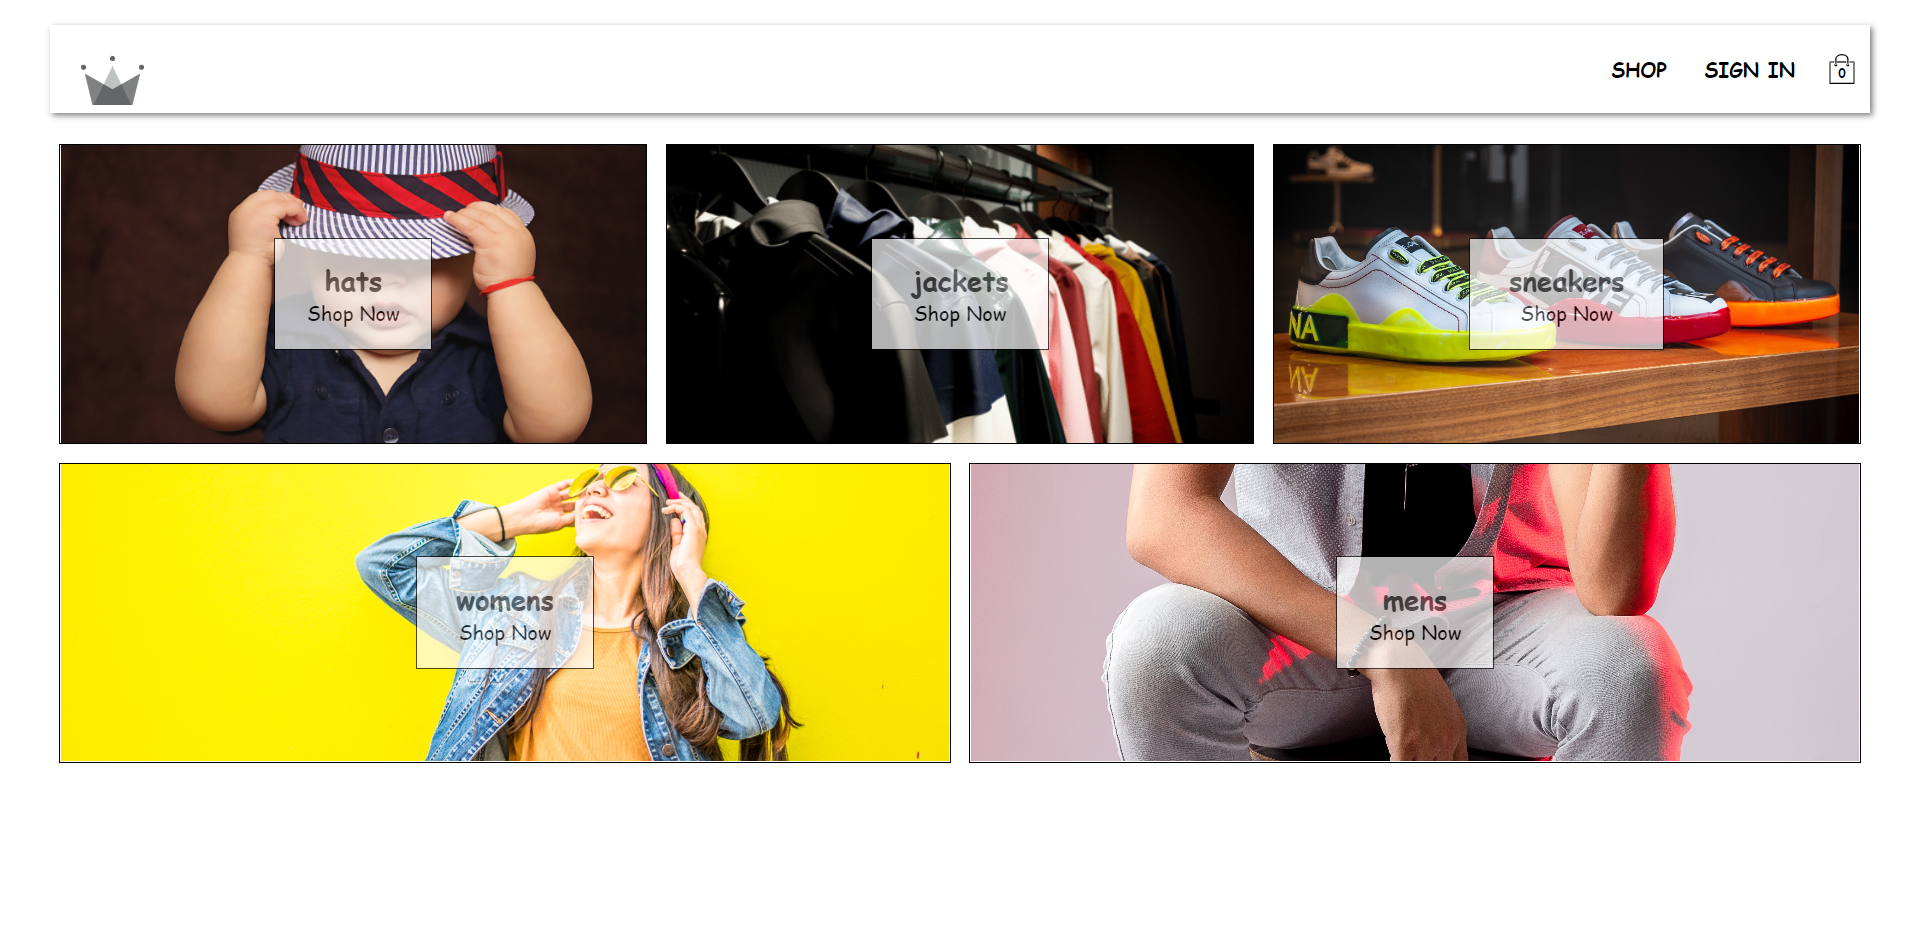 SHOP SIGN IN 0
hats
Shop Now
jackets
Shop Now
sneakers
Shop Now
NA
womens
Shop Now
mens
Shop Now